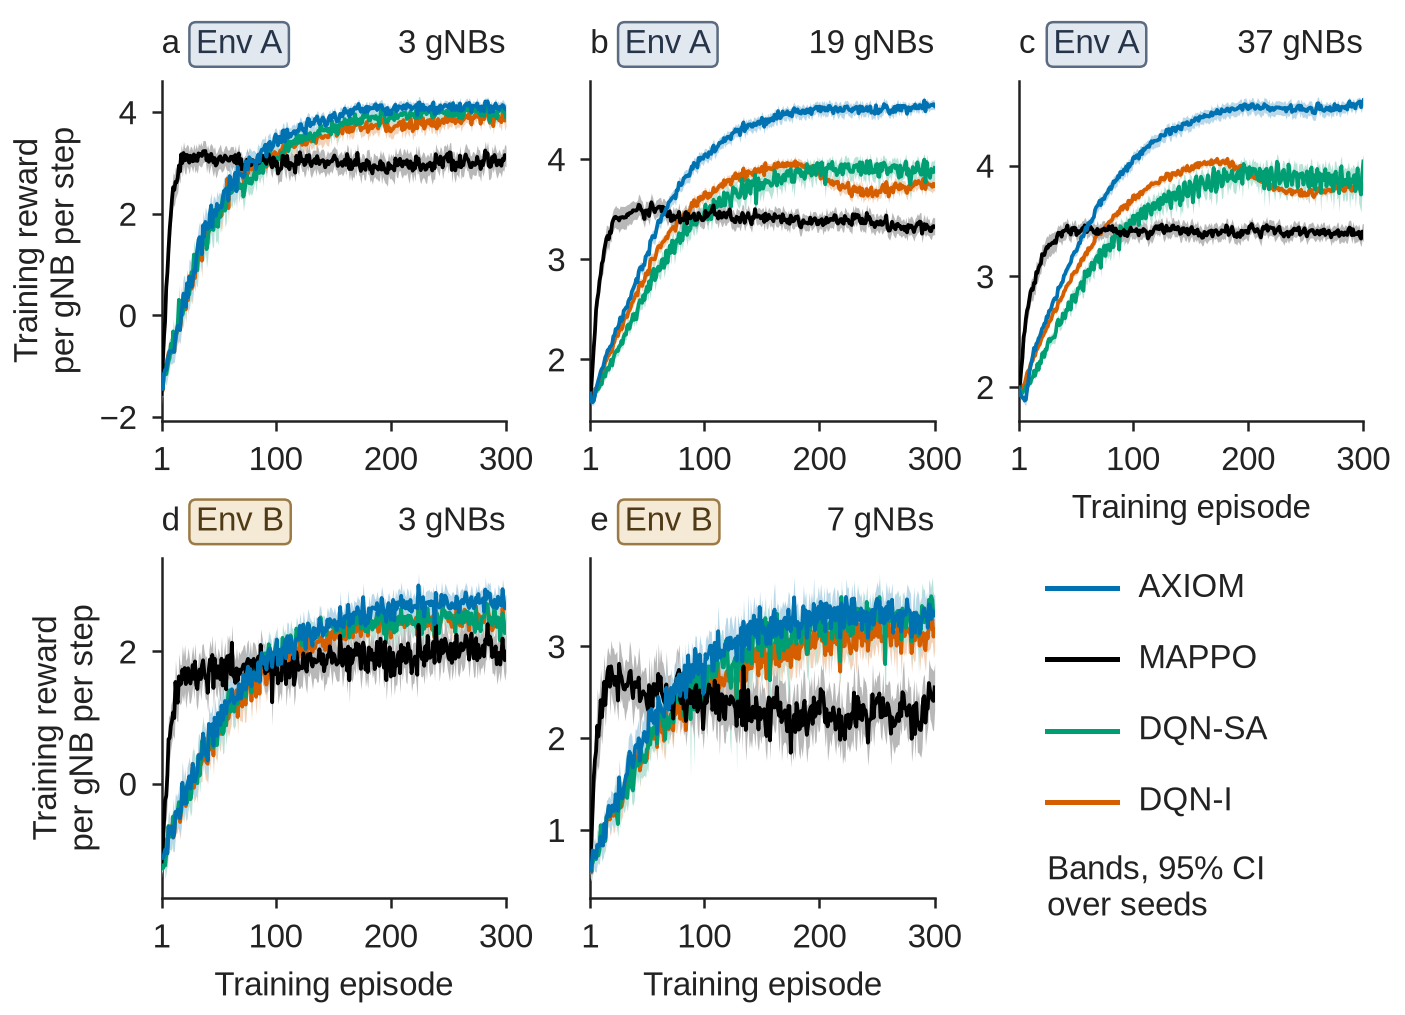 a Env A 3 gNBs
b Env A 19 gNBs
c Env A 37 gNBs
Training reward
per gNB per step
4
2
0
−2
1 100 200 300
4
3
2
1 100 200 300
4
3
2
1 100 200 300
Training episode
d Env B 3 gNBs
e Env B 7 gNBs
Training reward
per gNB per step
2
0
1 100 200 300
Training episode
3
2
1
1 100 200 300
Training episode
AXIOM
MAPPO
DQN-SA
DQN-I
Bands, 95% CI
over seeds